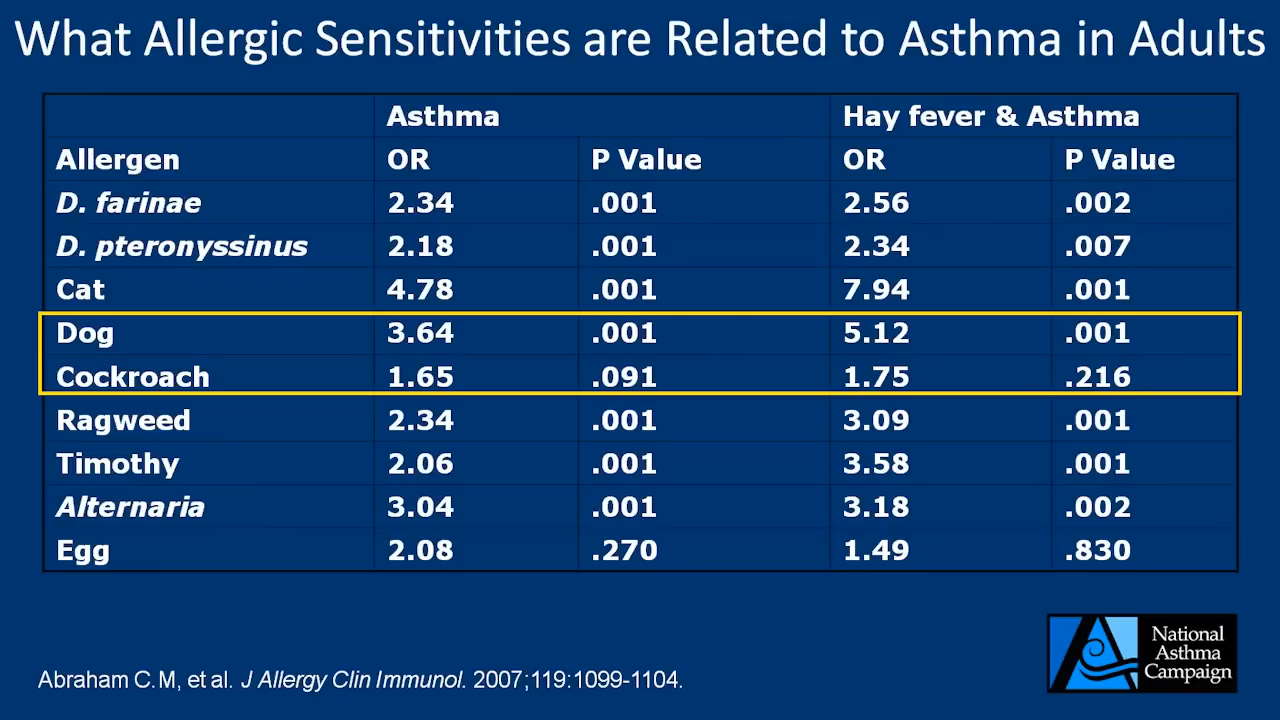 What Allergic Sensitivities are Related to Asthma in Adults
Asthma Hay fever & Asthma
Allergen OR P Value OR P Value
D. farinae 2.34 .001 2.56 .002
D. pteronyssinus 2.18 .001 2.34 .007
Cat 4.78 .001 7.94 .001
Dog 3.64 .001 5.12 .001
Cockroach 1.65 .091 1.75 .216
Ragweed 2.34 .001 3.09 .001
Timothy 2.06 .001 3.58 .001
Alternaria 3.04 .001 3.18 .002
Egg 2.08 .270 1.49 .830
National
Asthma
Campaign
Abraham C.M, et al. J Allergy Clin Immunol. 2007;119:1099-1104.